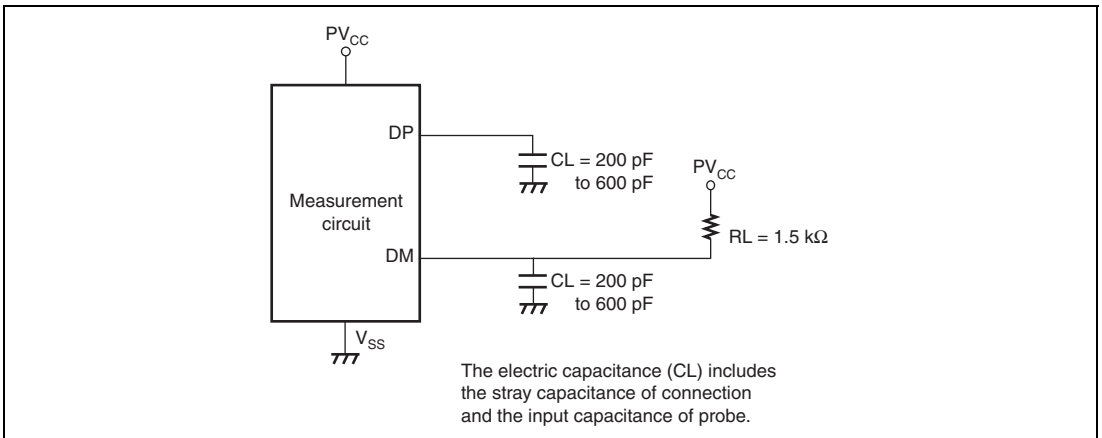 PVCC
DP
CL = 200 pF
to 600 pF
PVCC
Measurement
circuit
RL = 1.5 kΩ
DM
CL = 200 pF
to 600 pF
VSS
The electric capacitance (CL) includes
the stray capacitance of connection
and the input capacitance of probe.